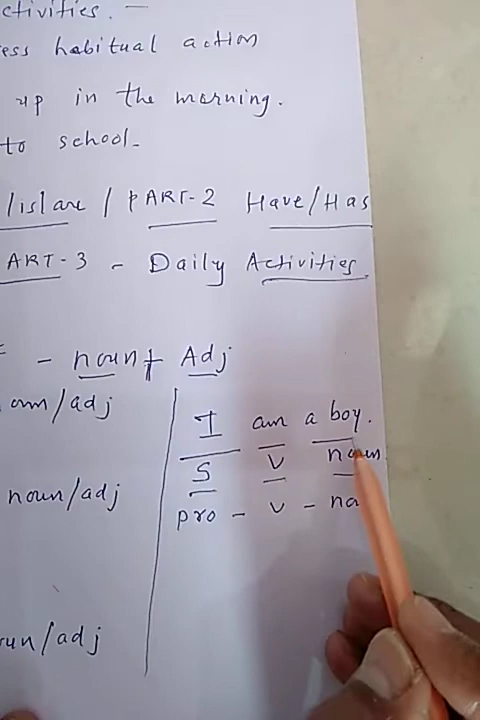 ctivities. —
ess habitual action
up in the morning.
to school.
/is/are / PART-2 Have/Has
ART-3 - Daily Activities.
- noun + Adj
am/adj
I am a boy.
S V noun
noun/adj
pro - v - no
un/adj